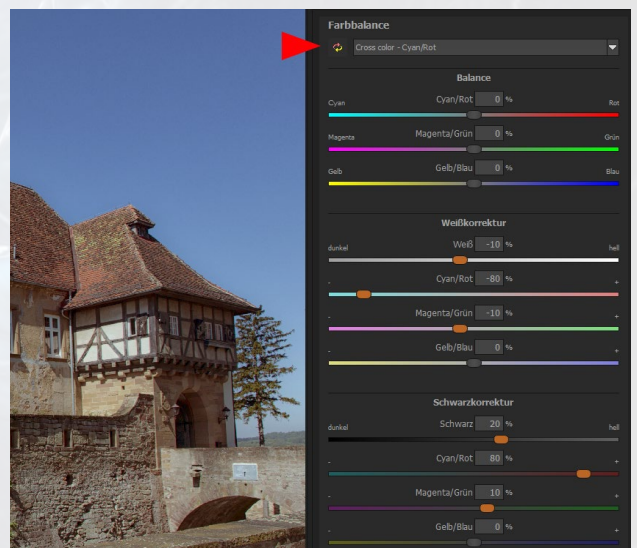 Farbbalance
Cross color - Cyan/Rot
Balance
Cyan Cyan/Rot 0 % Rot
Magenta Magenta/Grün 0 % Grün
Gelb Gelb/Blau 0 % Blau
Weißkorrektur
dunkel Weiß -10 % hell
- Cyan/Rot -80 % +
- Magenta/Grün -10 % +
- Gelb/Blau 0 % +
Schwarzkorrektur
dunkel Schwarz 20 % hell
- Cyan/Rot 80 % +
- Magenta/Grün 10 % +
- Gelb/Blau 0 % +